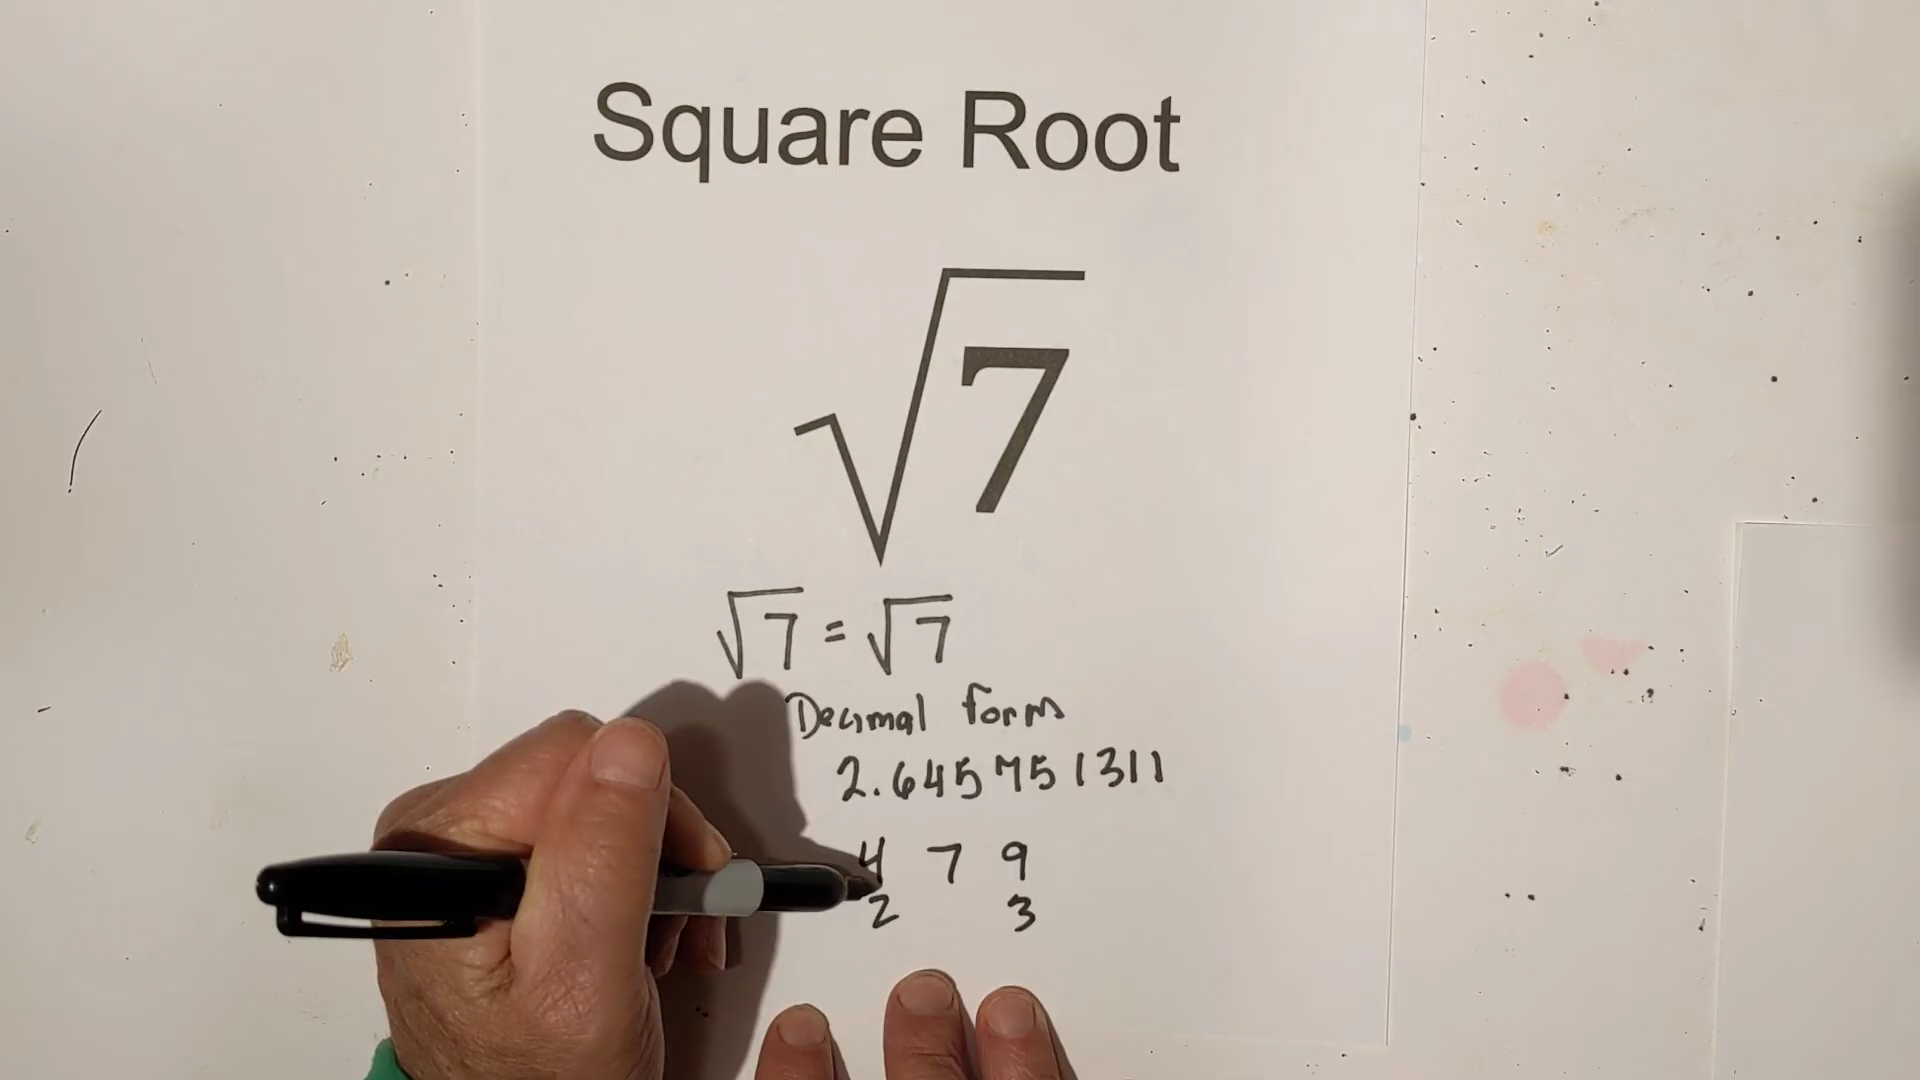 Square Root
√7
√7 = √7
Decimal form
2.645751311
4 7 9
2 3